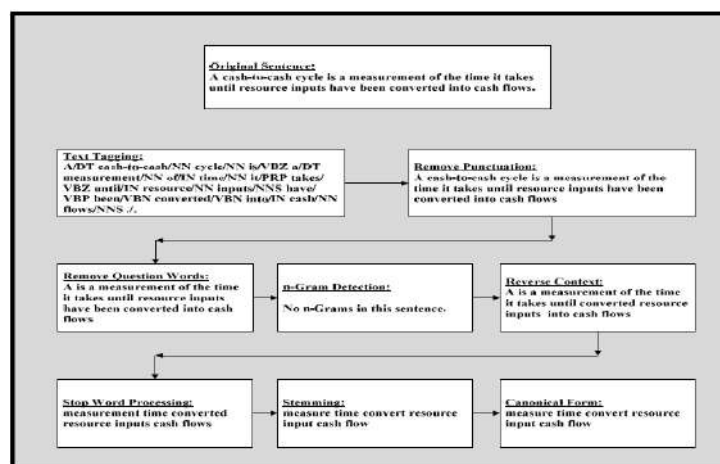 Original Sentence:
A cash-to-cash cycle is a measurement of the time it takes
until resource inputs have been converted into cash flows.
Text Tagging:
A/DT cash-to-cash/NN cycle/NN is/VBZ a/DT
measurement/NN of/IN time/NN it/PRP takes/
VBZ until/IN resource/NN inputs/NNS have/
VBP been/VBN converted/VBN into/IN cash/NN
flows/NNS ./.
Remove Punctuation:
A cash-to-cash cycle is a measurement of the
time it takes until resource inputs have been
converted into cash flows
Remove Question Words:
A is a measurement of the time
it takes until resource inputs
have been converted into cash
flows
n-Gram Detection:
No n-Grams in this sentence.
Reverse Context:
A is a measurement of the time
it takes until converted resource
inputs into cash flows
Stop Word Processing:
measurement time converted
resource inputs cash flows
Stemming:
measure time convert resource
input cash flow
Canonical Form:
measure time convert resource
input cash flow